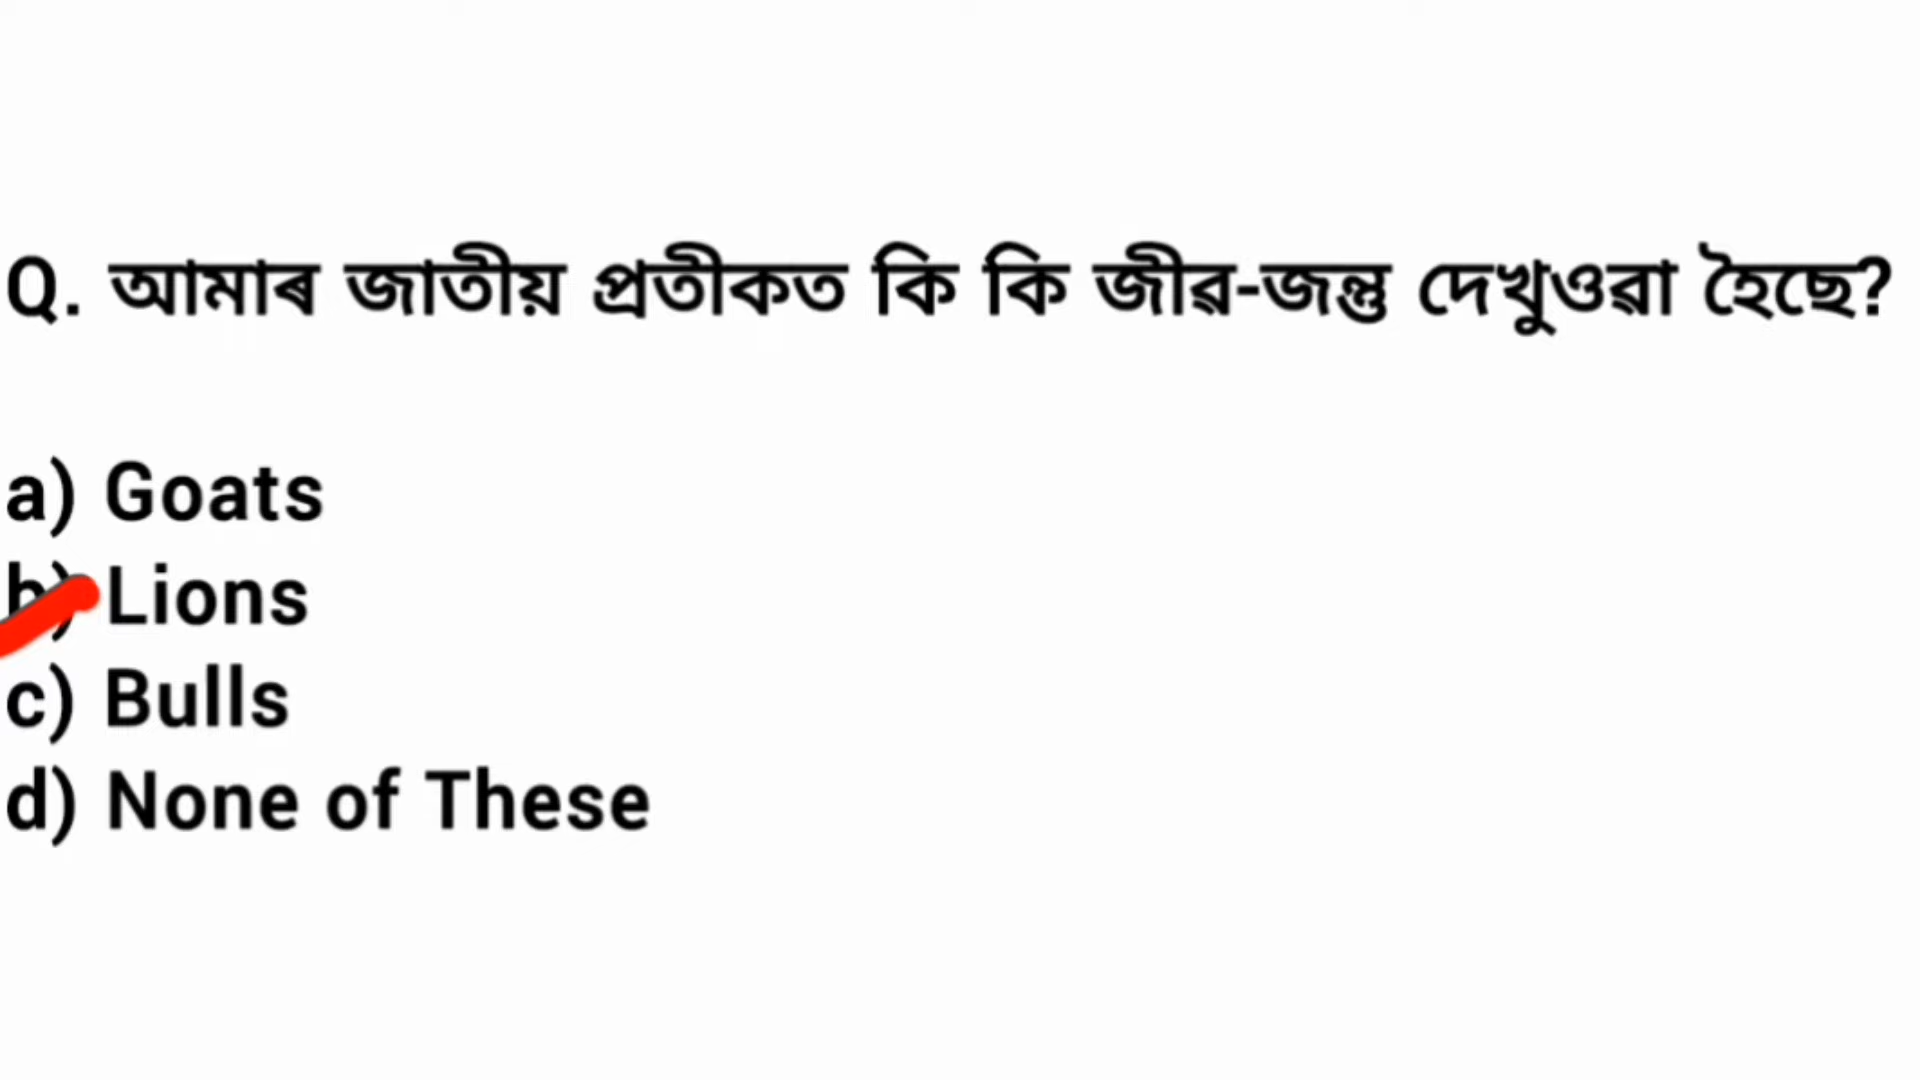 Q. আমাৰ জাতীয় প্ৰতীকত কি কি জীৱ-জন্তু দেখুওৱা হৈছে?
a) Goats
b) Lions
c) Bulls
d) None of These